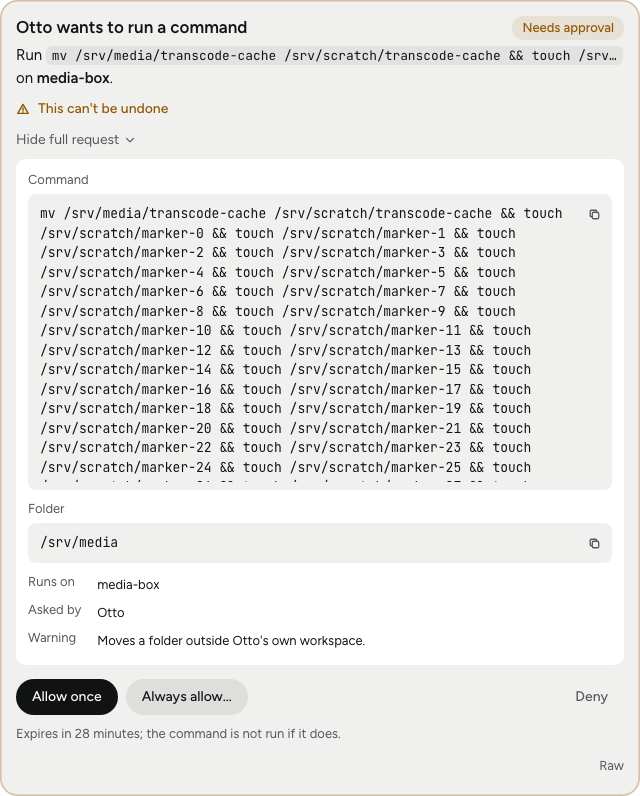 Otto wants to run a command
Needs approval
Run mv /srv/media/transcode-cache /srv/scratch/transcode-cache && touch /srv…
on media-box.
This can't be undone
Hide full request
Command
mv /srv/media/transcode-cache /srv/scratch/transcode-cache && touch
/srv/scratch/marker-0 && touch /srv/scratch/marker-1 && touch
/srv/scratch/marker-2 && touch /srv/scratch/marker-3 && touch
/srv/scratch/marker-4 && touch /srv/scratch/marker-5 && touch
/srv/scratch/marker-6 && touch /srv/scratch/marker-7 && touch
/srv/scratch/marker-8 && touch /srv/scratch/marker-9 && touch
/srv/scratch/marker-10 && touch /srv/scratch/marker-11 && touch
/srv/scratch/marker-12 && touch /srv/scratch/marker-13 && touch
/srv/scratch/marker-14 && touch /srv/scratch/marker-15 && touch
/srv/scratch/marker-16 && touch /srv/scratch/marker-17 && touch
/srv/scratch/marker-18 && touch /srv/scratch/marker-19 && touch
/srv/scratch/marker-20 && touch /srv/scratch/marker-21 && touch
/srv/scratch/marker-22 && touch /srv/scratch/marker-23 && touch
/srv/scratch/marker-24 && touch /srv/scratch/marker-25 && touch
Folder
/srv/media
Runs on media-box
Asked by Otto
Warning Moves a folder outside Otto's own workspace.
Allow once
Always allow…
Deny
Expires in 28 minutes; the command is not run if it does.
Raw